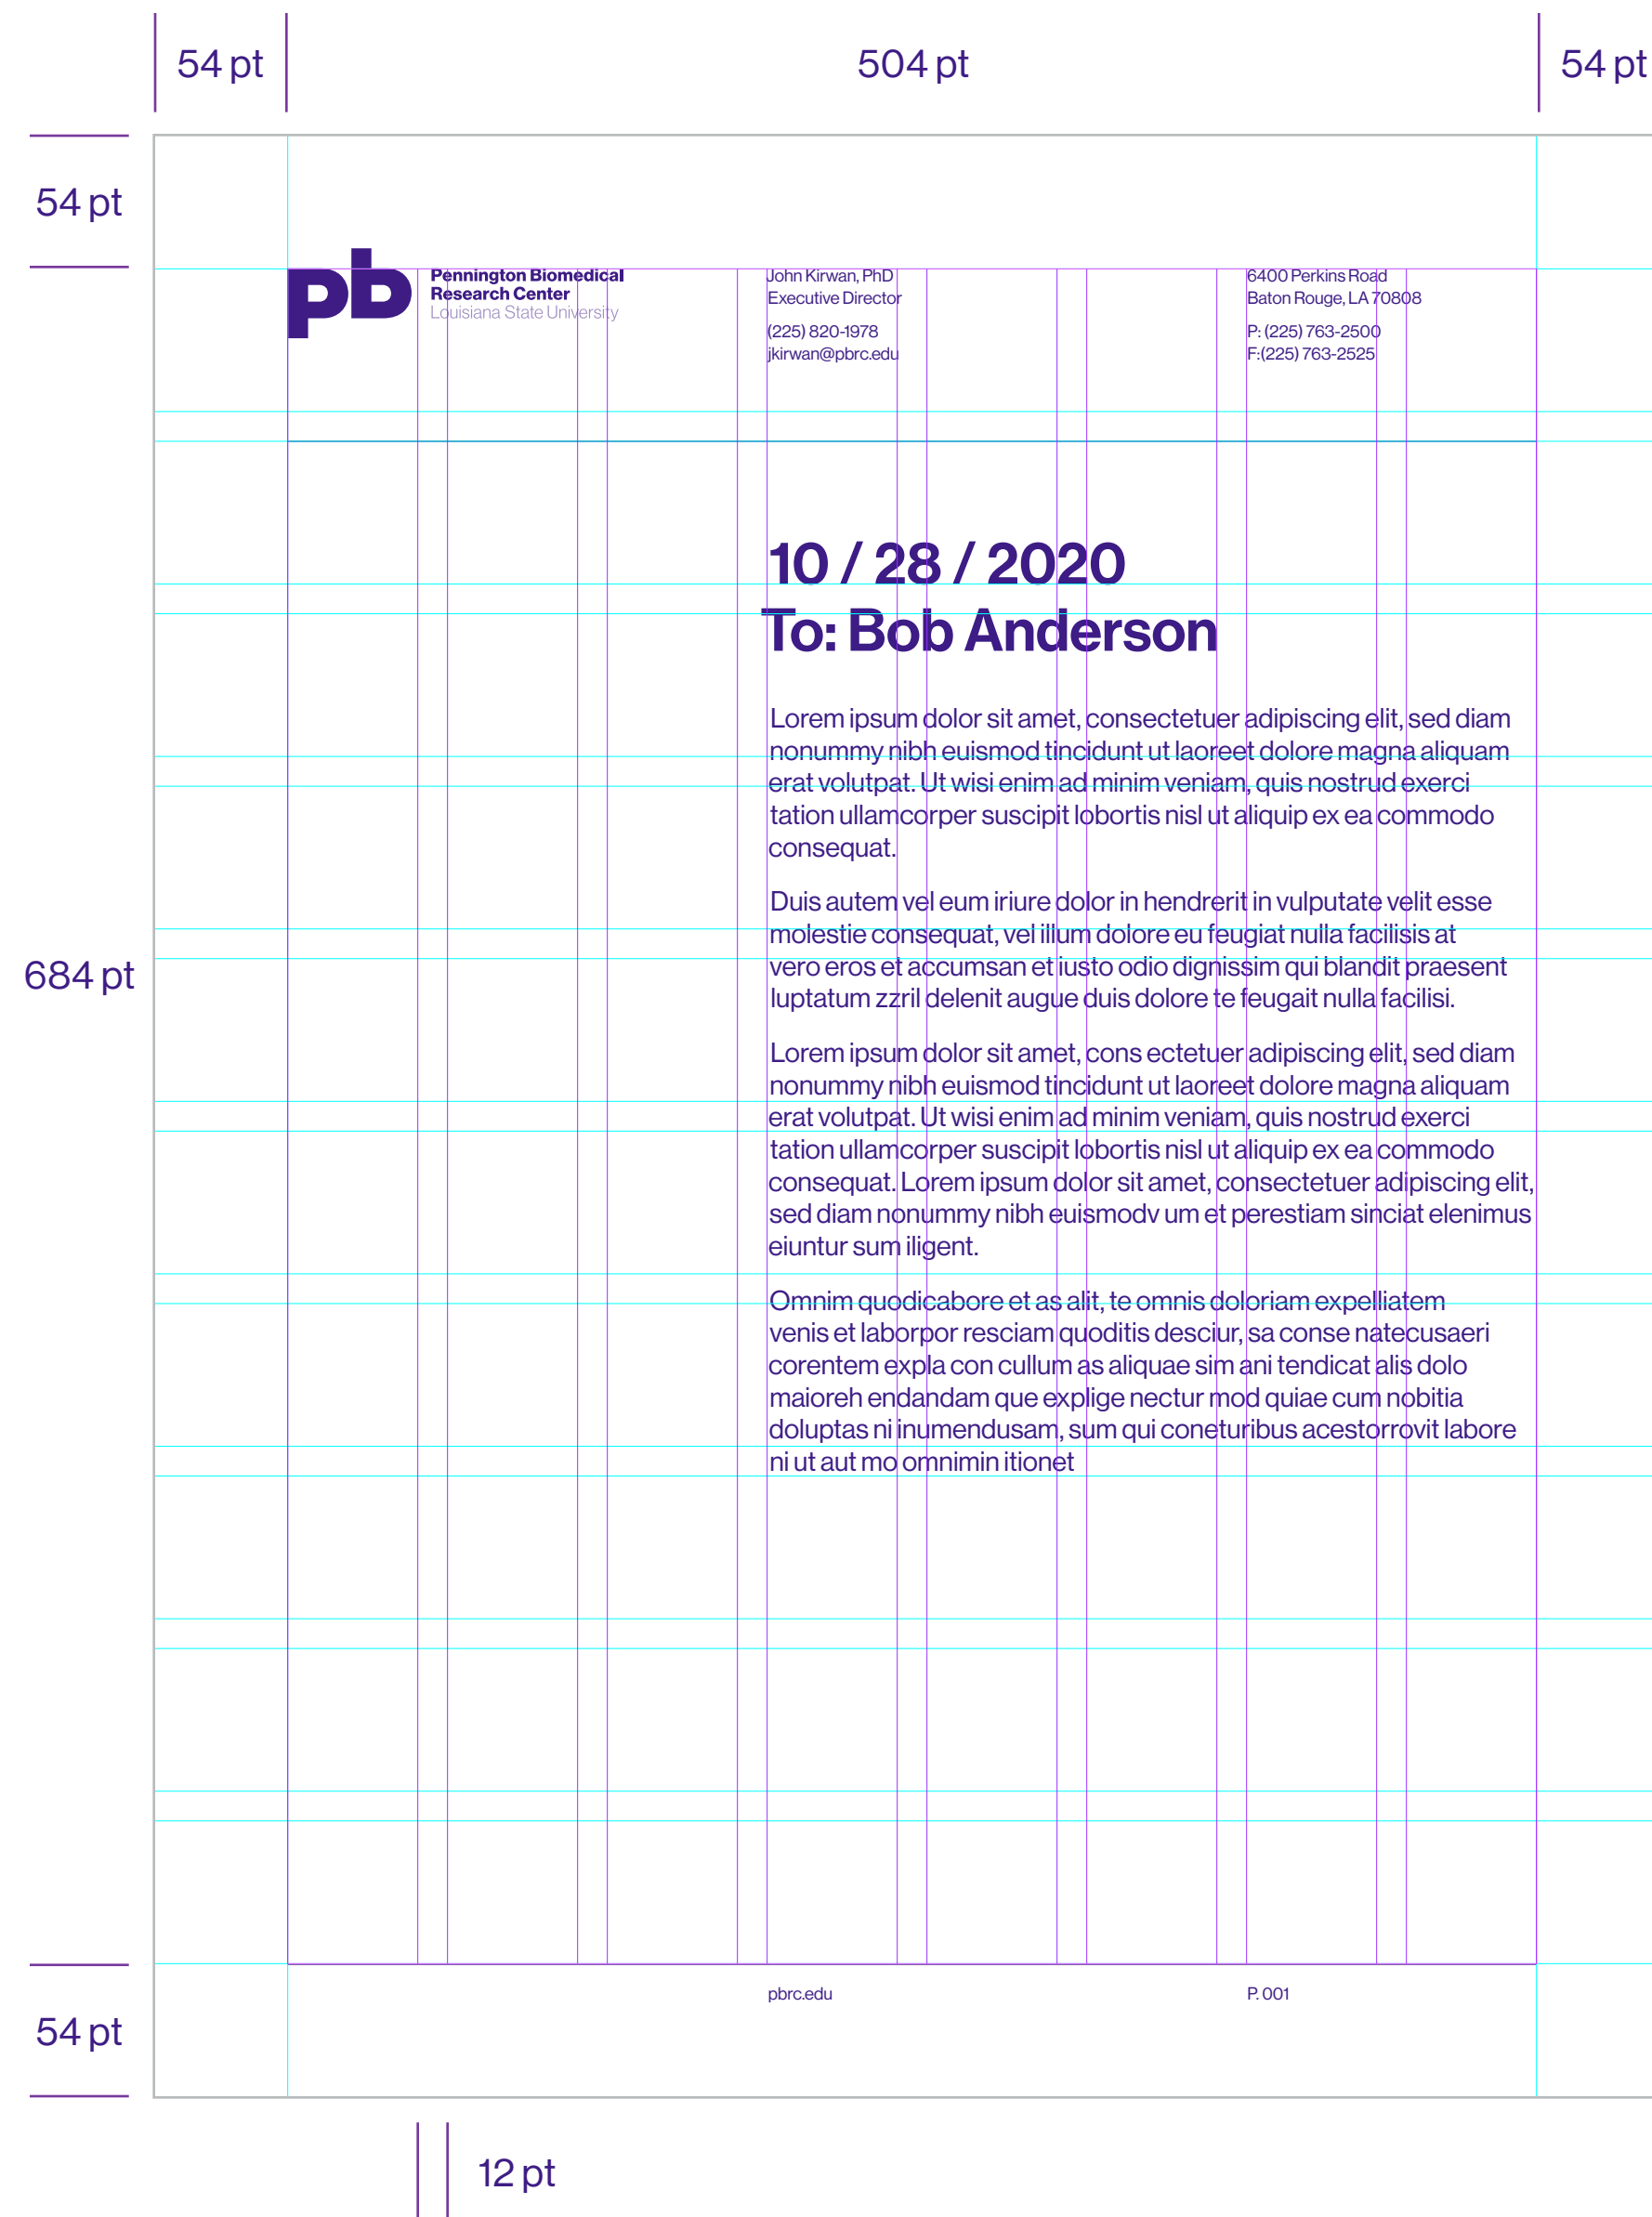 54 pt
504 pt
54 pt
54 pt
pb
Pennington Biomedical
Research Center
Louisiana State University
John Kirwan, PhD
Executive Director
(225) 820-1978
jkirwan@pbrc.edu
6400 Perkins Road
Baton Rouge, LA 70808
P: (225) 763-2500
F:(225) 763-2525
10 / 28 / 2020
To: Bob Anderson
Lorem ipsum dolor sit amet, consectetuer adipiscing elit, sed diam
nonummy nibh euismod tincidunt ut laoreet dolore magna aliquam
erat volutpat. Ut wisi enim ad minim veniam, quis nostrud exerci
tation ullamcorper suscipit lobortis nisl ut aliquip ex ea commodo
consequat.
Duis autem vel eum iriure dolor in hendrerit in vulputate velit esse
molestie consequat, vel illum dolore eu feugiat nulla facilisis at
vero eros et accumsan et iusto odio dignissim qui blandit praesent
luptatum zzril delenit augue duis dolore te feugait nulla facilisi.
684 pt
Lorem ipsum dolor sit amet, cons ectetuer adipiscing elit, sed diam
nonummy nibh euismod tincidunt ut laoreet dolore magna aliquam
erat volutpat. Ut wisi enim ad minim veniam, quis nostrud exerci
tation ullamcorper suscipit lobortis nisl ut aliquip ex ea commodo
consequat. Lorem ipsum dolor sit amet, consectetuer adipiscing elit,
sed diam nonummy nibh euismodv um et perestiam sinciat elenimus
eiuntur sum iligent.
Omnim quodicabore et as alit, te omnis doloriam expelliatem
venis et laborpor resciam quoditis desciur, sa conse natecusaeri
corentem expla con cullum as aliquae sim ani tendicat alis dolo
maioreh endandam que explige nectur mod quiae cum nobitia
doluptas ni inumendusam, sum qui coneturibus acestorrovit labore
ni ut aut mo omnimin itionet
pbrc.edu
P. 001
54 pt
12 pt